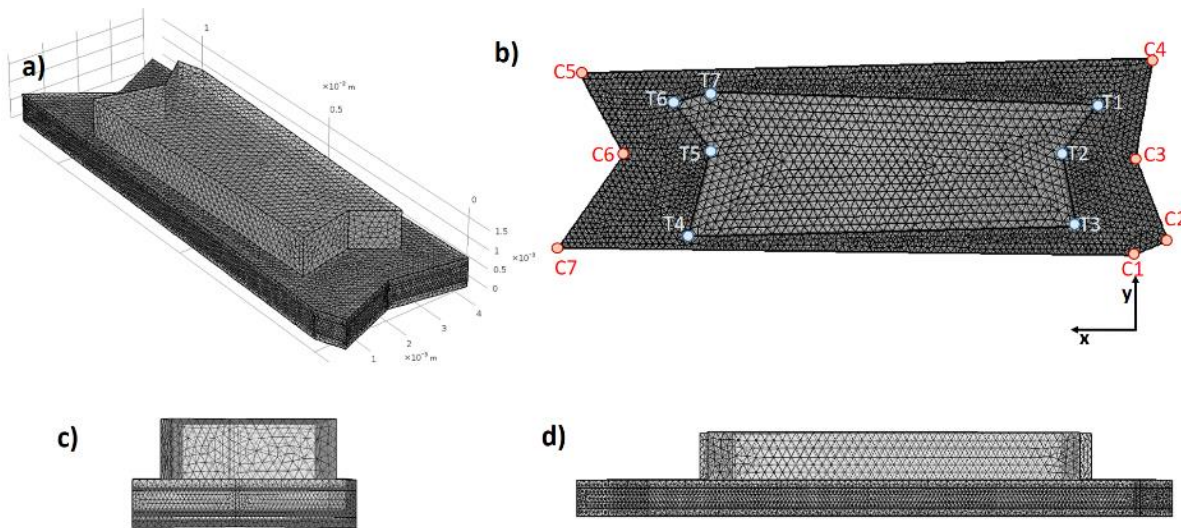 a)
1
×10⁻³ m
0.5
0
1.5
1
0.5
0
×10⁻³
4
3
2
×10⁻³ m
1
b)
C5
C4
T7
T6
T1
C6
T5
T2
C3
T4
T3
C2
C7
C1
y
x
c)
d)